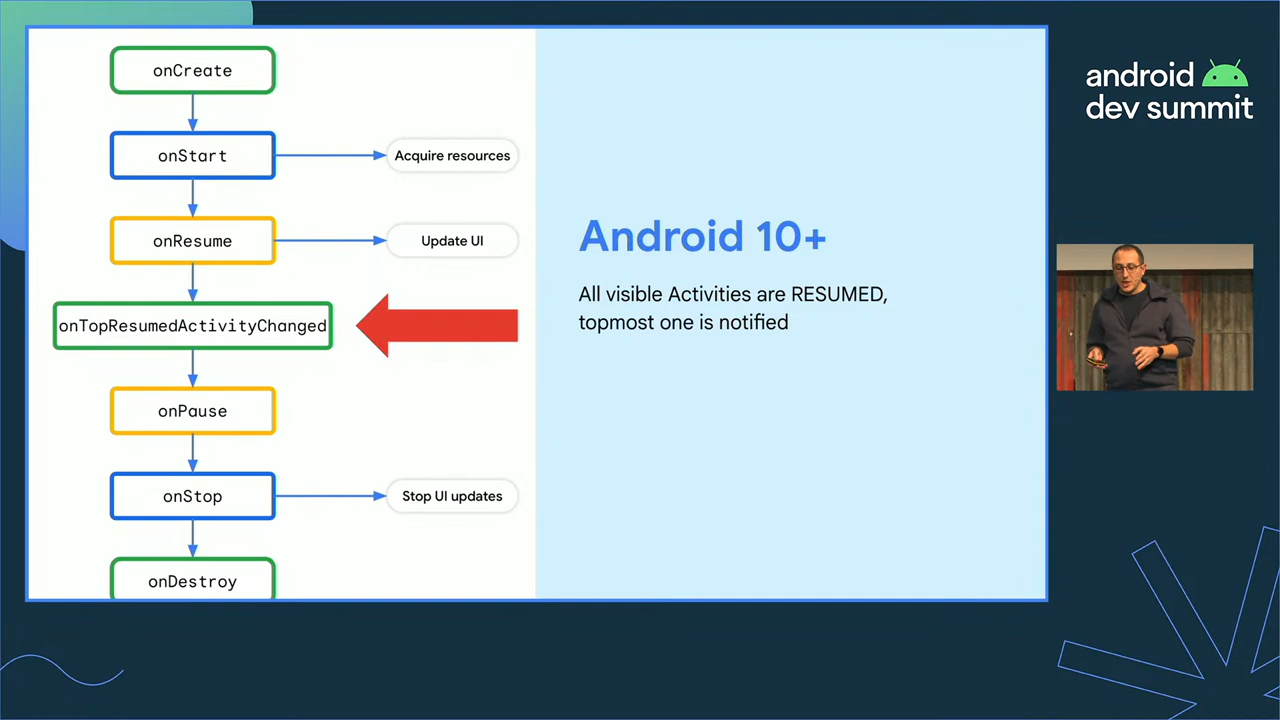 onCreate
onStart
Acquire resources
onResume
Update UI
onTopResumedActivityChanged
onPause
onStop
Stop UI updates
onDestroy
Android 10+
All visible Activities are RESUMED,
topmost one is notified
android
dev summit